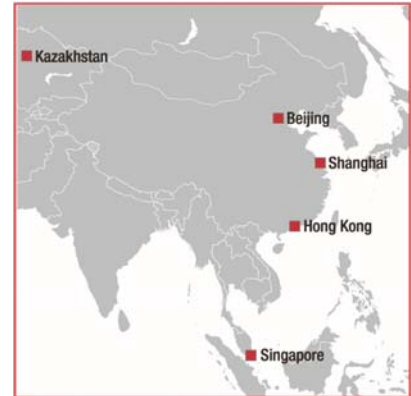 Kazakhstan
Beijing
Shanghai
Hong Kong
Singapore